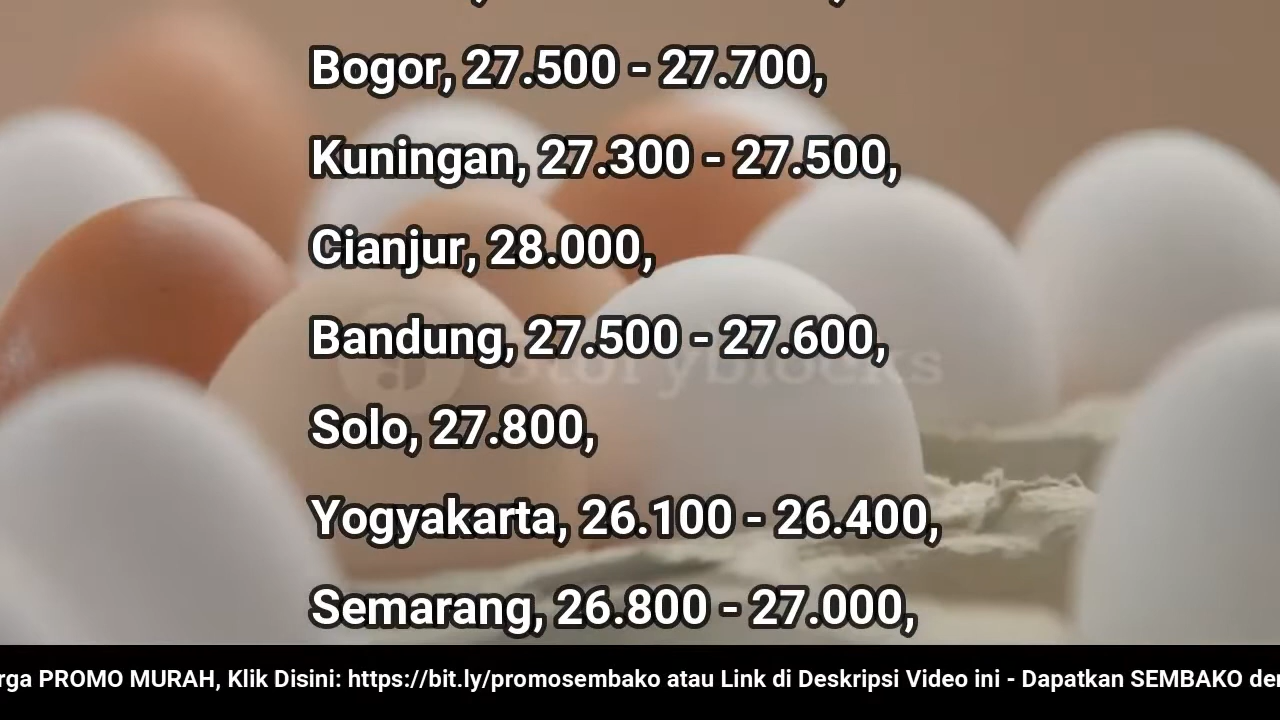 Bogor, 27.500 - 27.700,
Kuningan, 27.300 - 27.500,
Cianjur, 28.000,
Bandung, 27.500 - 27.600,
Storyblocks
Solo, 27.800,
Yogyakarta, 26.100 - 26.400,
Semarang, 26.800 - 27.000,
rga PROMO MURAH, Klik Disini: https://bit.ly/promosembako atau Link di Deskripsi Video ini - Dapatkan SEMBAKO der